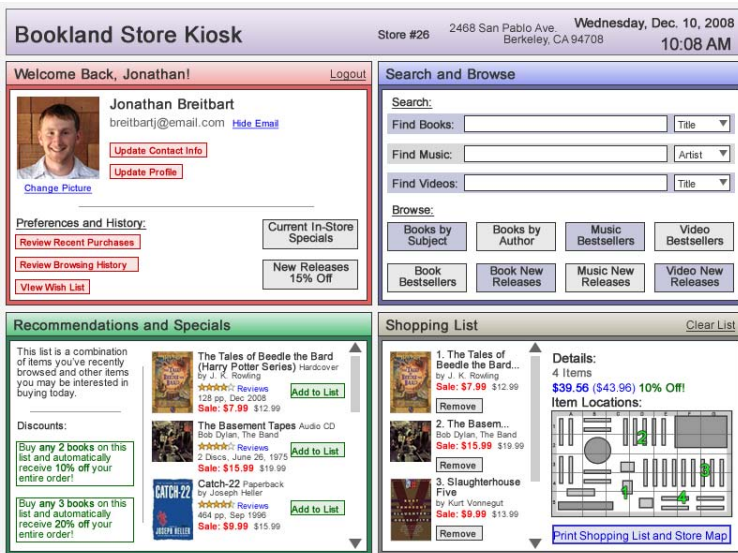 Bookland Store Kiosk
Store #26
2468 San Pablo Ave.
Berkeley, CA 94708
Wednesday, Dec. 10, 2008
10:08 AM
Welcome Back, Jonathan!
Logout
Jonathan Breitbart
breitbartj@email.com Hide Email
Update Contact Info
Update Profile
Change Picture
Preferences and History:
Review Recent Purchases
Review Browsing History
VIew Wish List
Current In-Store
Specials
New Releases
15% Off
Search and Browse
Search:
Find Books: Title
Find Music: Artist
Find Videos: Title
Browse:
Books by
Subject
Books by
Author
Music
Bestsellers
Video
Bestsellers
Book
Bestsellers
Book New
Releases
Music New
Releases
Video New
Releases
Recommendations and Specials
This list is a combination
of items you've recently
browsed and other items
you may be interested in
buying today.
Discounts:
Buy any 2 books on this
list and automatically
receive 10% off your
entire order!
Buy any 3 books on this
list and automatically
receive 20% off your
entire order!
The Tales of Beedle the Bard
(Harry Potter Series) Hardcover
by J. K. Rowling
Reviews
128 pp, Dec 2008
Sale: $7.99 $12.99
Add to List
The Basement Tapes Audio CD
Bob Dylan, The Band
Reviews
2 Discs, June 26, 1975
Sale: $15.99 $19.99
Add to List
CATCH-22
JOSEPH HELLER
Catch-22 Paperback
by Joseph Heller
Reviews
464 pp, Sep 1996
Sale: $9.99 $15.99
Add to List
Shopping List
Clear List
1. The Tales of
Beedle the Bard...
by J. K. Rowling
Sale: $7.99 $12.99
Remove
2. The Basem...
Bob Dylan, The Band
Sale: $15.99 $19.99
Remove
3. Slaughterhouse
Five
by Kurt Vonnegut
Sale: $9.99 $13.99
Remove
Details:
4 Items
$39.56 ($43.96) 10% Off!
Item Locations:
2
3
1
4
Print Shopping List and Store Map